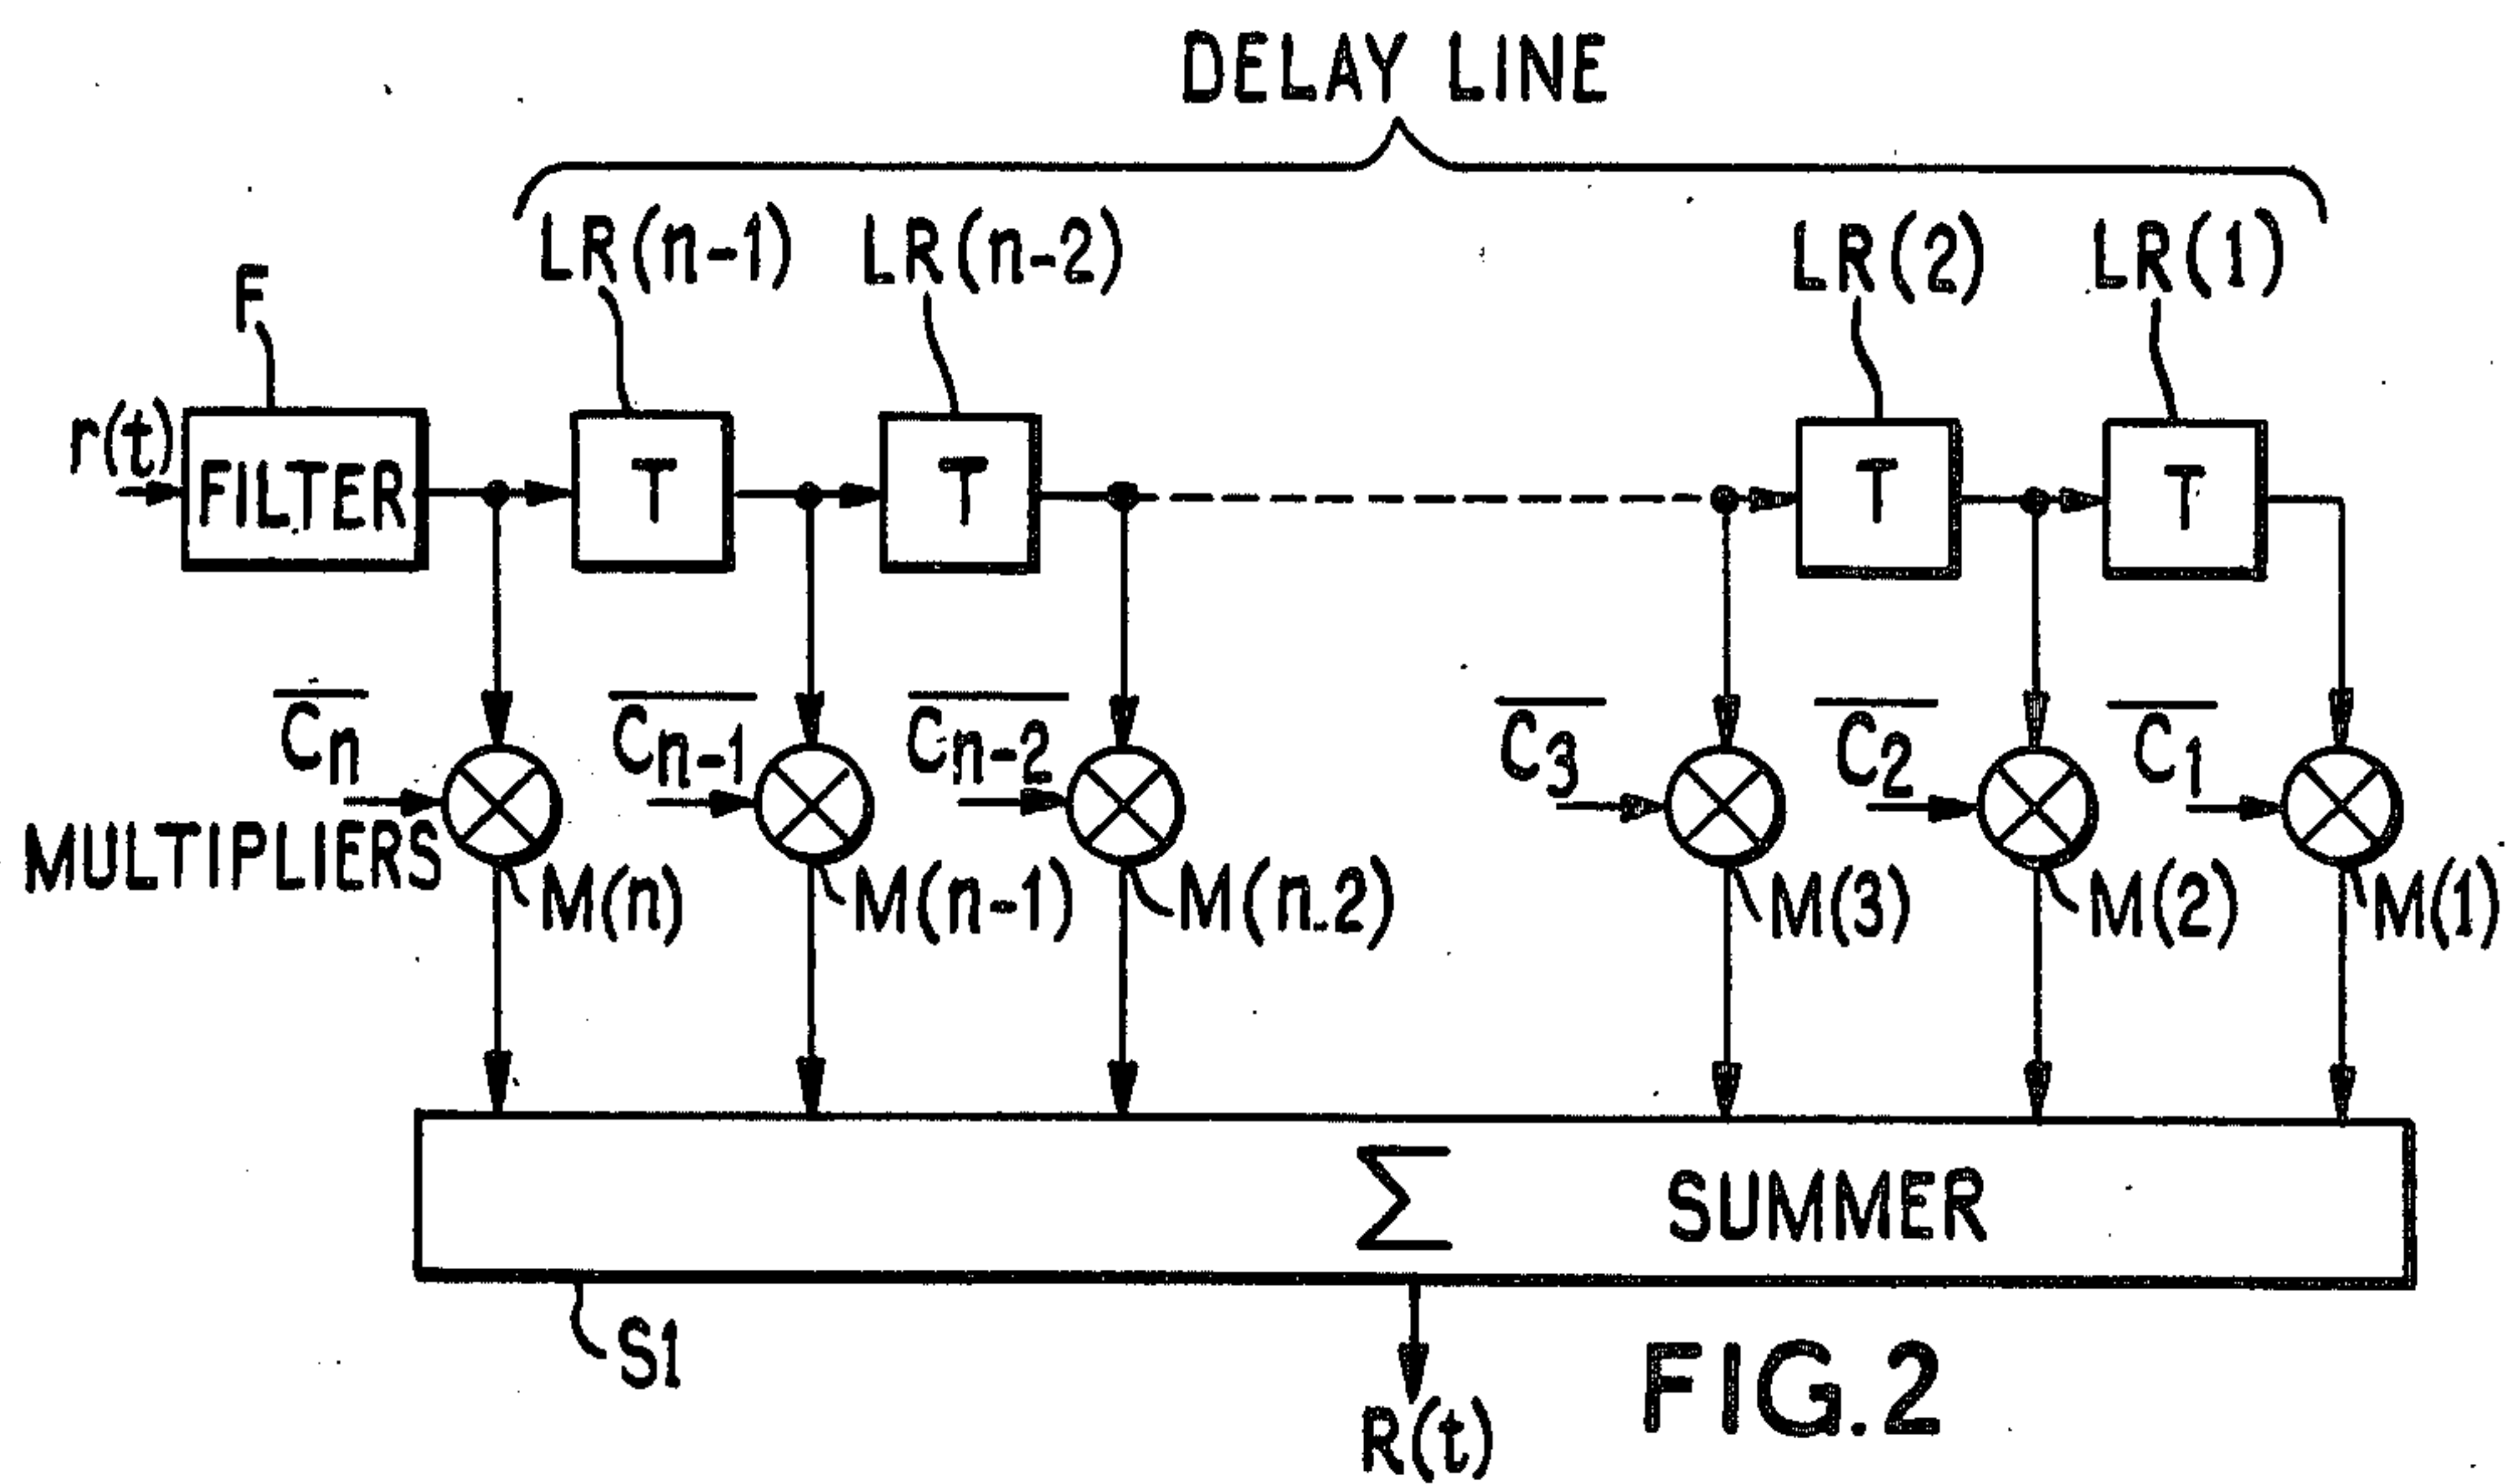 DELAY LINE
LR(n-1) LR(n-2) LR(2) LR(1)
F
r(t)
FILTER T T T T
C̅n̅ C̅n̅-̅1̅ C̅n̅-̅2̅ C̅3̅ C̅2̅ C̅1̅
MULTIPLIERS
M(n) M(n-1) M(n.2) M(3) M(2) M(1)
Σ SUMMER
S1
R(t)
FIG.2